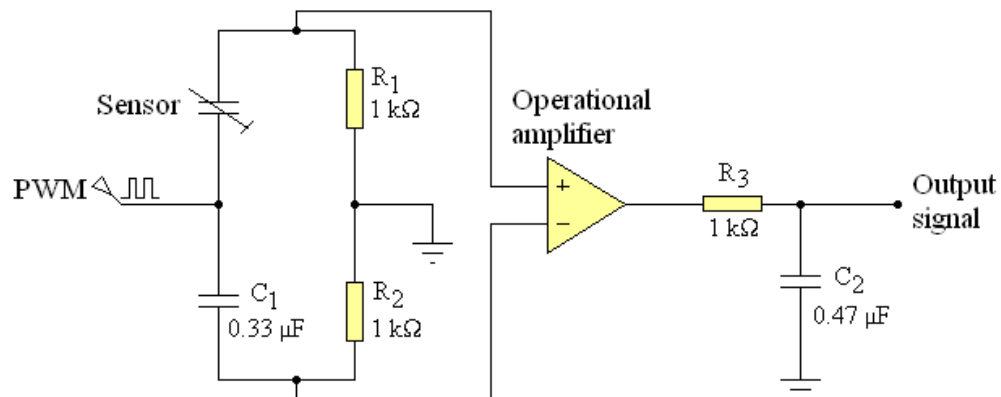 R1
1 kΩ
Sensor
Operational
amplifier
PWM
+
−
R3
1 kΩ
Output
signal
C1
0.33 μF
R2
1 kΩ
C2
0.47 μF